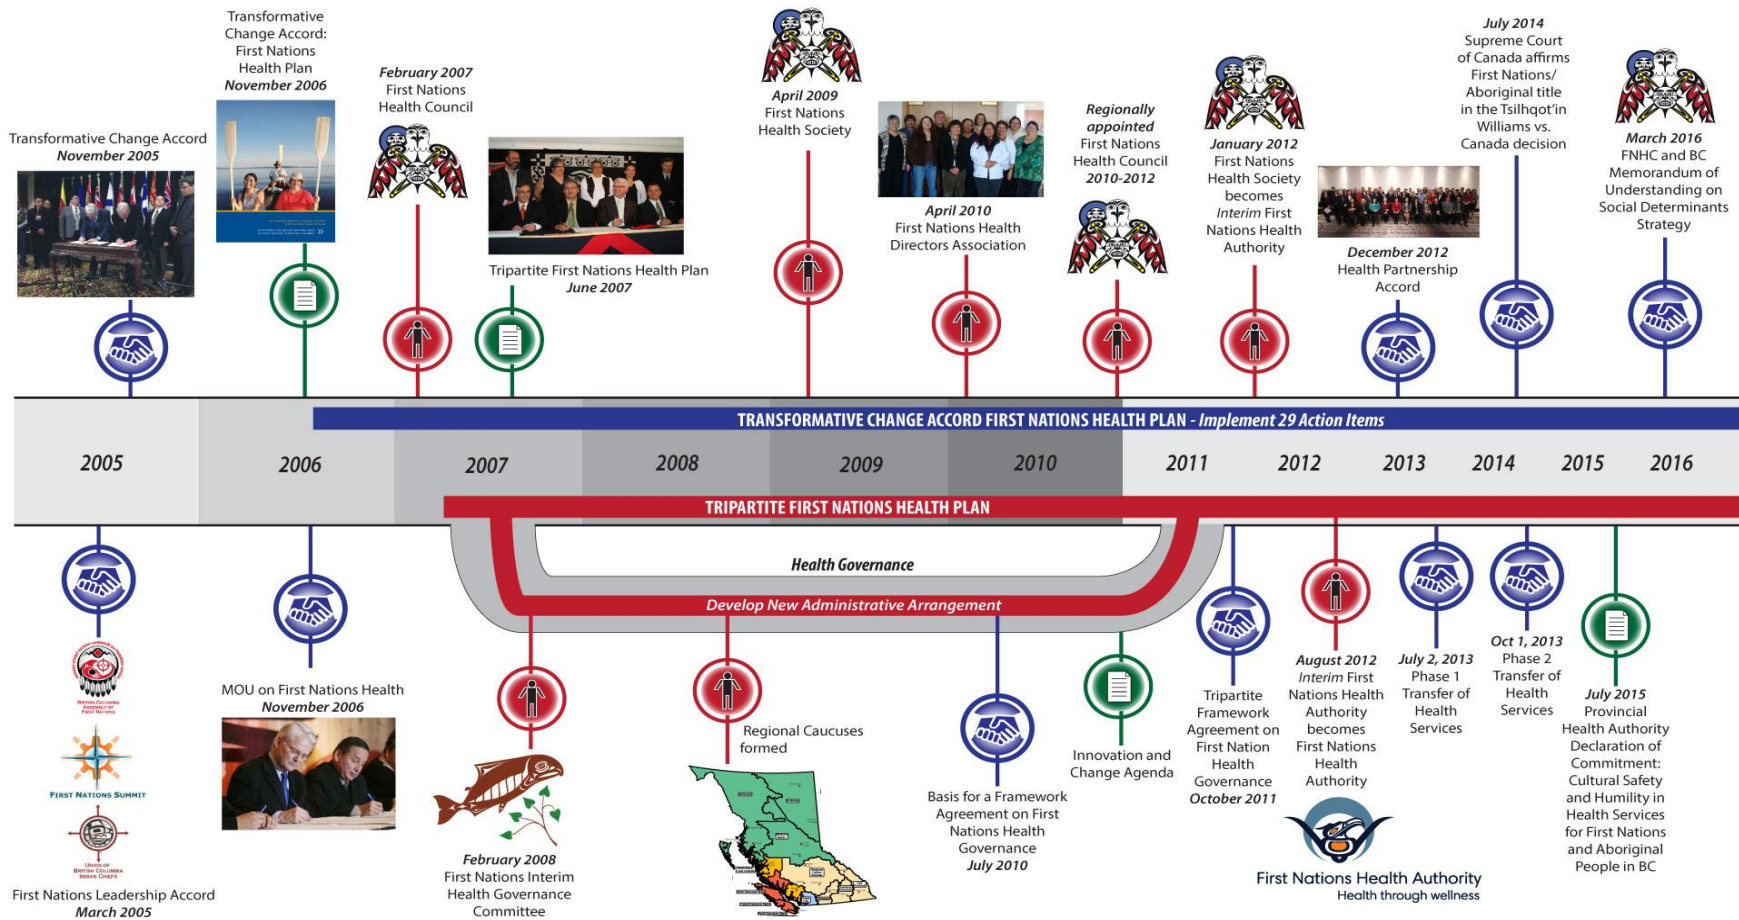 Transformative Change Accord
November 2005
Transformative
Change Accord:
First Nations
Health Plan
November 2006
February 2007
First Nations
Health Council
Tripartite First Nations Health Plan
June 2007
April 2009
First Nations
Health Society
April 2010
First Nations Health
Directors Association
Regionally
appointed
First Nations
Health Council
2010-2012
January 2012
First Nations
Health Society
becomes
Interim First
Nations Health
Authority
December 2012
Health Partnership
Accord
July 2014
Supreme Court
of Canada affirms
First Nations/
Aboriginal title
in the Tsilhqot'in
Williams vs.
Canada decision
March 2016
FNHC and BC
Memorandum of
Understanding on
Social Determinants
Strategy
TRANSFORMATIVE CHANGE ACCORD FIRST NATIONS HEALTH PLAN - Implement 29 Action Items
2005
2006
2007
2008
2009
2010
2011
2012
2013
2014
2015
2016
TRIPARTITE FIRST NATIONS HEALTH PLAN
Health Governance
Develop New Administrative Arrangement
BRITISH COLUMBIA
ASSEMBLY OF
FIRST NATIONS
FIRST NATIONS SUMMIT
UNION OF
BRITISH COLUMBIA
INDIAN CHIEFS
First Nations Leadership Accord
March 2005
MOU on First Nations Health
November 2006
February 2008
First Nations Interim
Health Governance
Committee
Regional Caucuses
formed
Basis for a Framework
Agreement on First
Nations Health
Governance
July 2010
Innovation and
Change Agenda
Tripartite
Framework
Agreement on
First Nation
Health
Governance
October 2011
August 2012
Interim First
Nations Health
Authority
becomes
First Nations
Health
Authority
First Nations Health Authority
Health through wellness
July 2, 2013
Phase 1
Transfer of
Health
Services
Oct 1, 2013
Phase 2
Transfer of
Health
Services
July 2015
Provincial
Health Authority
Declaration of
Commitment:
Cultural Safety
and Humility in
Health Services
for First Nations
and Aboriginal
People in BC